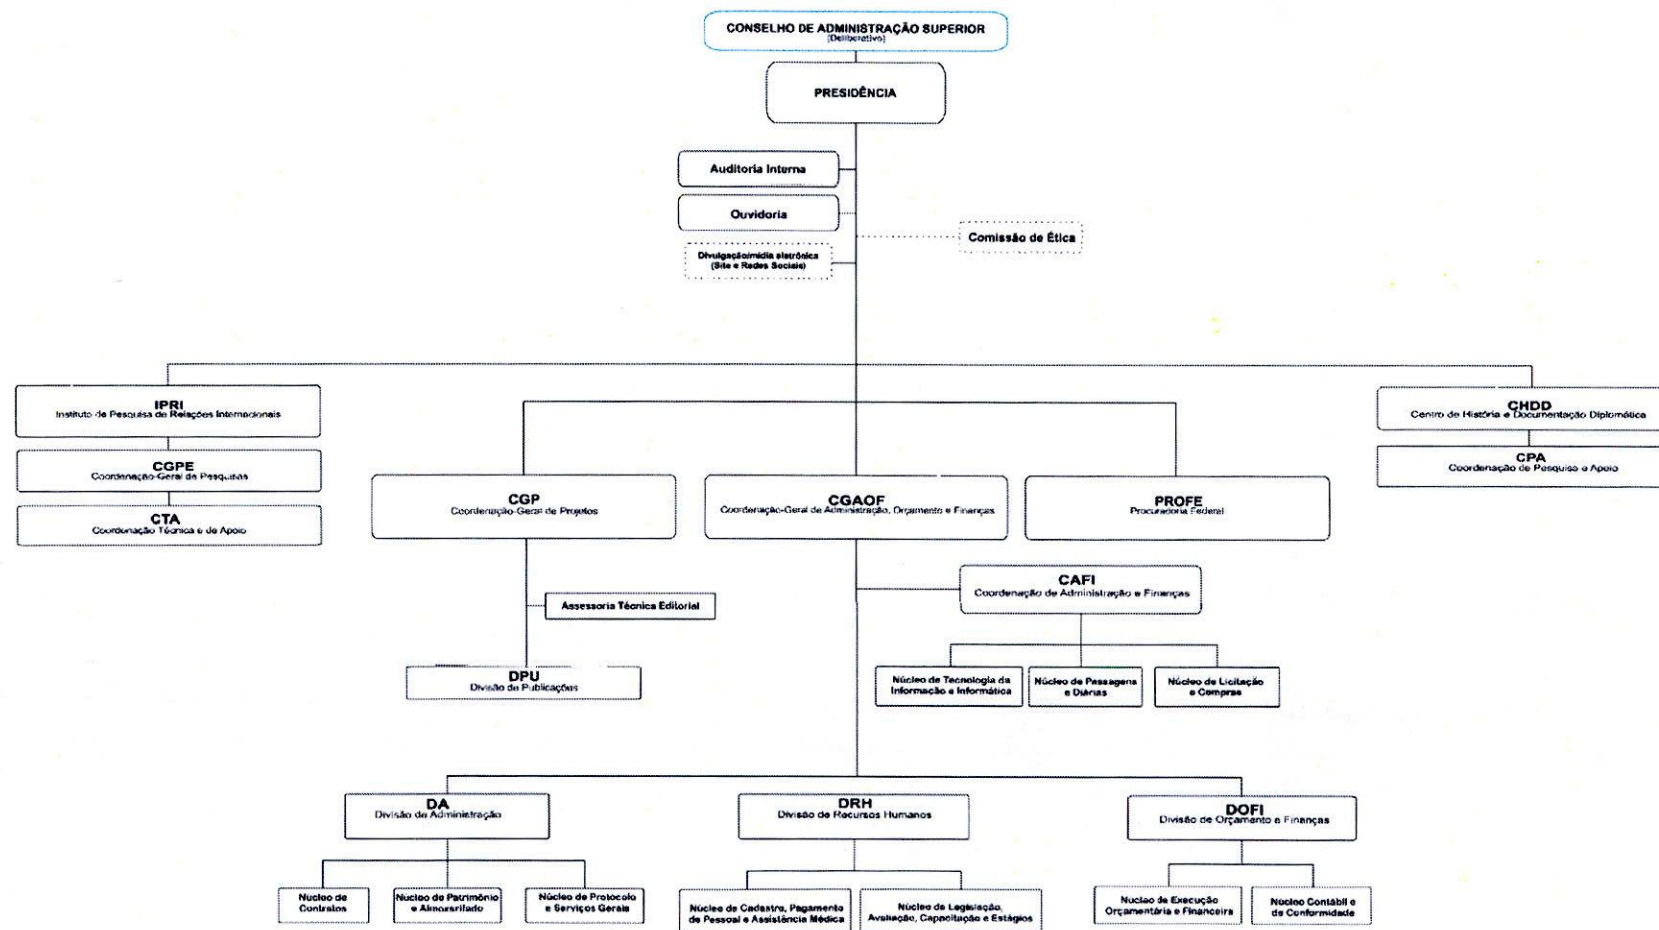 CONSELHO DE ADMINISTRAÇÃO SUPERIOR
[Deliberativo]
PRESIDÊNCIA
Auditoria Interna
Ouvidoria
Comissão de Ética
Divulgação/mídia eletrônica
(Site e Redes Sociais)
IPRI
Instituto de Pesquisa de Relações Internacionais
CGPE
Coordenação-Geral de Pesquisas
CTA
Coordenação Técnica e de Apoio
CHDD
Centro de História e Documentação Diplomática
CPA
Coordenação de Pesquisa e Apoio
CGP
Coordenação-Geral de Projetos
CGAOF
Coordenação-Geral de Administração, Orçamento e Finanças
PROFE
Procuradoria Federal
CAFI
Coordenação de Administração e Finanças
Assessoria Técnica Editorial
DPU
Divisão de Publicações
Núcleo de Tecnologia da
Informação e Informática
Núcleo de Passagens
e Diárias
Núcleo de Licitação
e Compras
DA
Divisão de Administração
DRH
Divisão de Recursos Humanos
DOFI
Divisão de Orçamento e Finanças
Núcleo de
Contratos
Núcleo de Patrimônio
e Almoxarifado
Núcleo de Protocolo
e Serviços Gerais
Núcleo de Cadastro, Pagamento
de Pessoal e Assistência Médica
Núcleo de Legislação,
Avaliação, Capacitação e Estágios
Núcleo de Execução
Orçamentária e Financeira
Núcleo Contábil e
de Conformidade